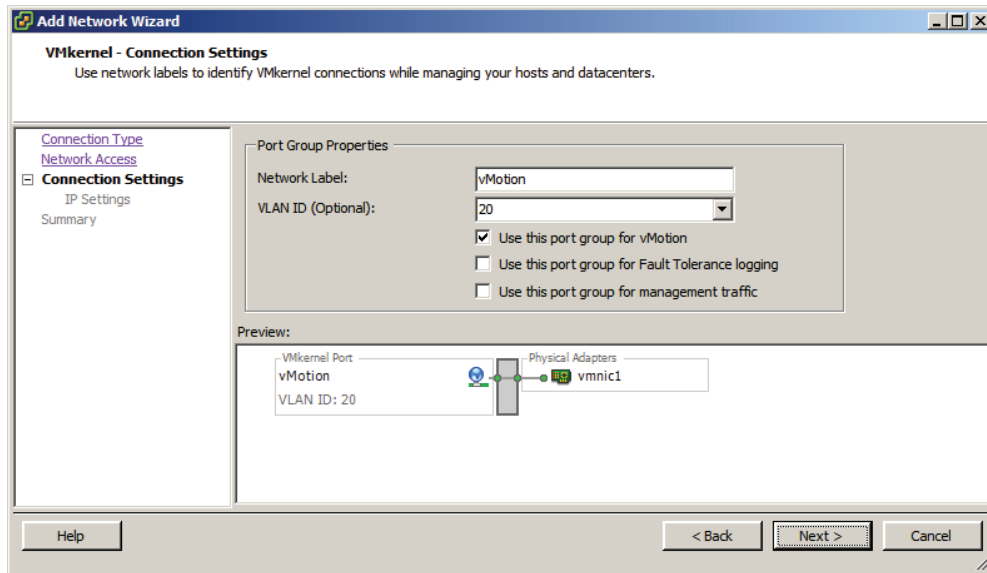 Add Network Wizard
VMkernel - Connection Settings
Use network labels to identify VMkernel connections while managing your hosts and datacenters.
Connection Type
Network Access
Connection Settings
IP Settings
Summary
Port Group Properties
Network Label:
vMotion
VLAN ID (Optional):
20
Use this port group for vMotion
Use this port group for Fault Tolerance logging
Use this port group for management traffic
Preview:
VMkernel Port
vMotion
VLAN ID: 20
Physical Adapters
vmnic1
Help
< Back
Next >
Cancel